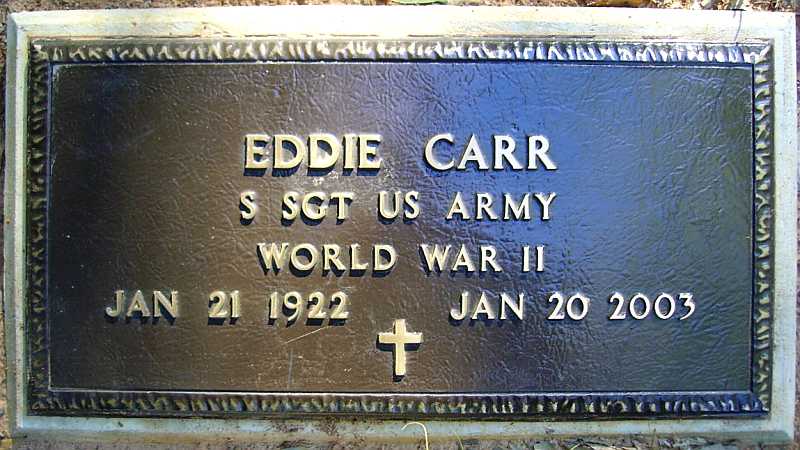 EDDIE CARR
S SGT US ARMY
WORLD WAR II
JAN 21 1922 JAN 20 2003